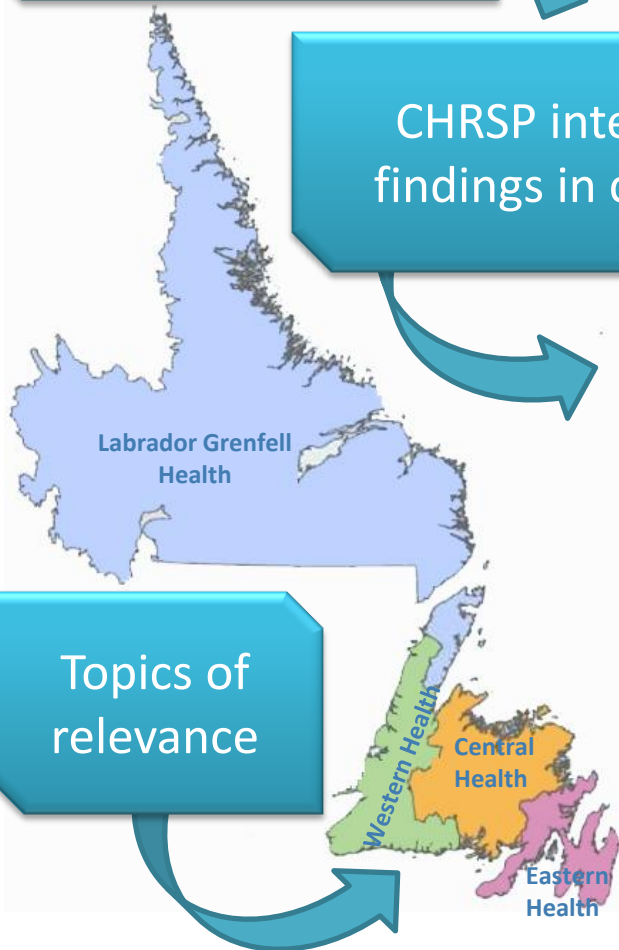 CHRSP inte
findings in
Labrador Grenfell
Health
Topics of
relevance
Western Health
Central
Health
Eastern
Health